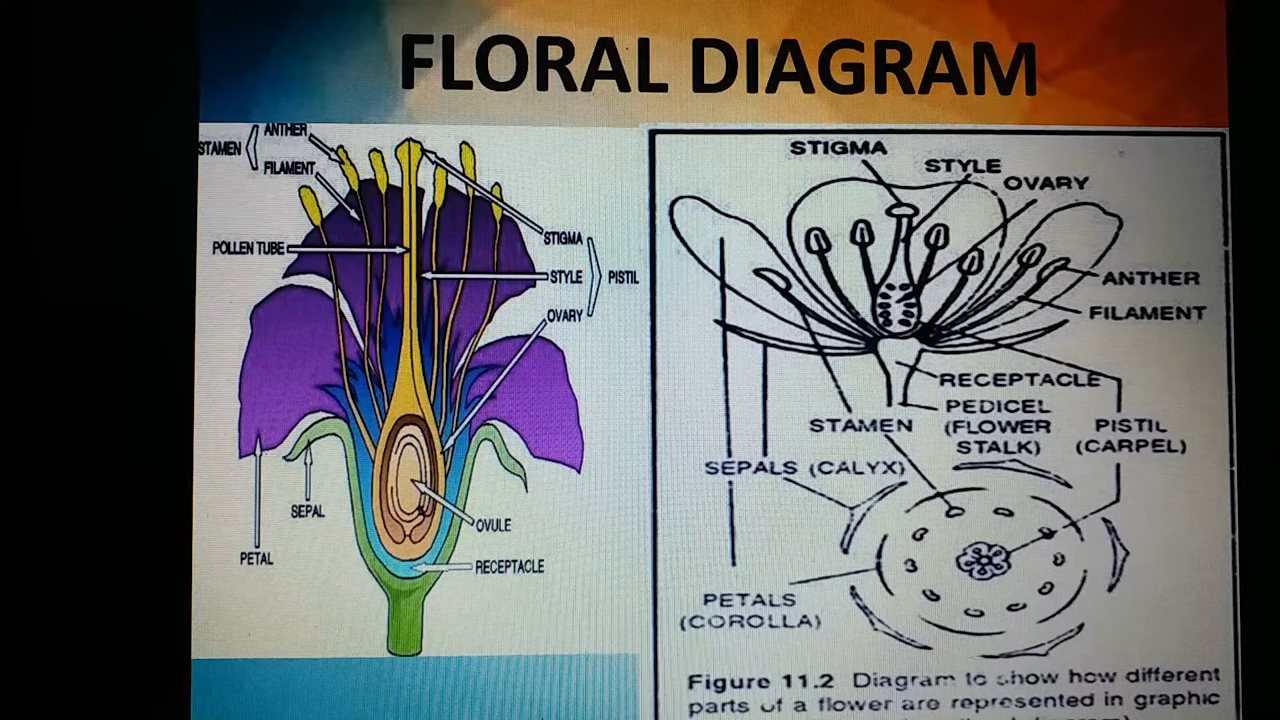 FLORAL DIAGRAM
ANTHER
STAMEN
FILAMENT
POLLEN TUBE
STIGMA
STYLE
PISTIL
OVARY
SEPAL
OVULE
PETAL
RECEPTACLE
STIGMA
STYLE
OVARY
ANTHER
FILAMENT
RECEPTACLE
PEDICEL
(FLOWER
STALK)
STAMEN
PISTIL
(CARPEL)
SEPALS (CALYX)
PETALS
(COROLLA)
Figure 11.2 Diagram to show how different
parts of a flower are represented in graphic